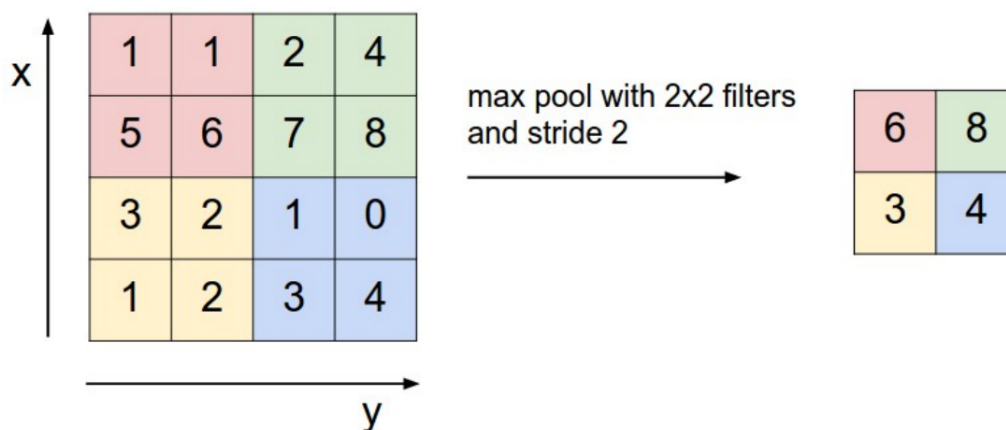 x
1 1 2 4
5 6 7 8
3 2 1 0
1 2 3 4
y
max pool with 2x2 filters
and stride 2
6 8
3 4